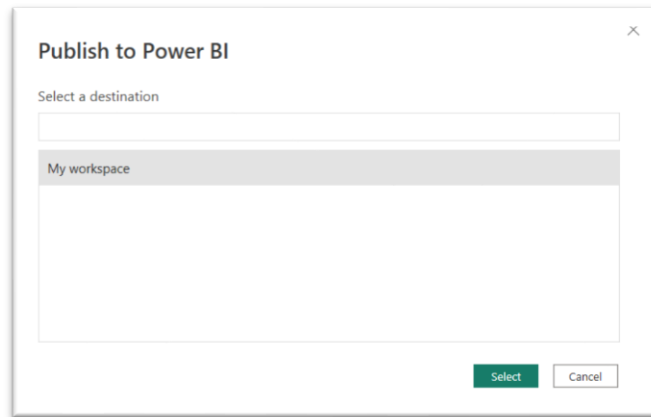 Publish to Power BI
Select a destination
My workspace
Select
Cancel